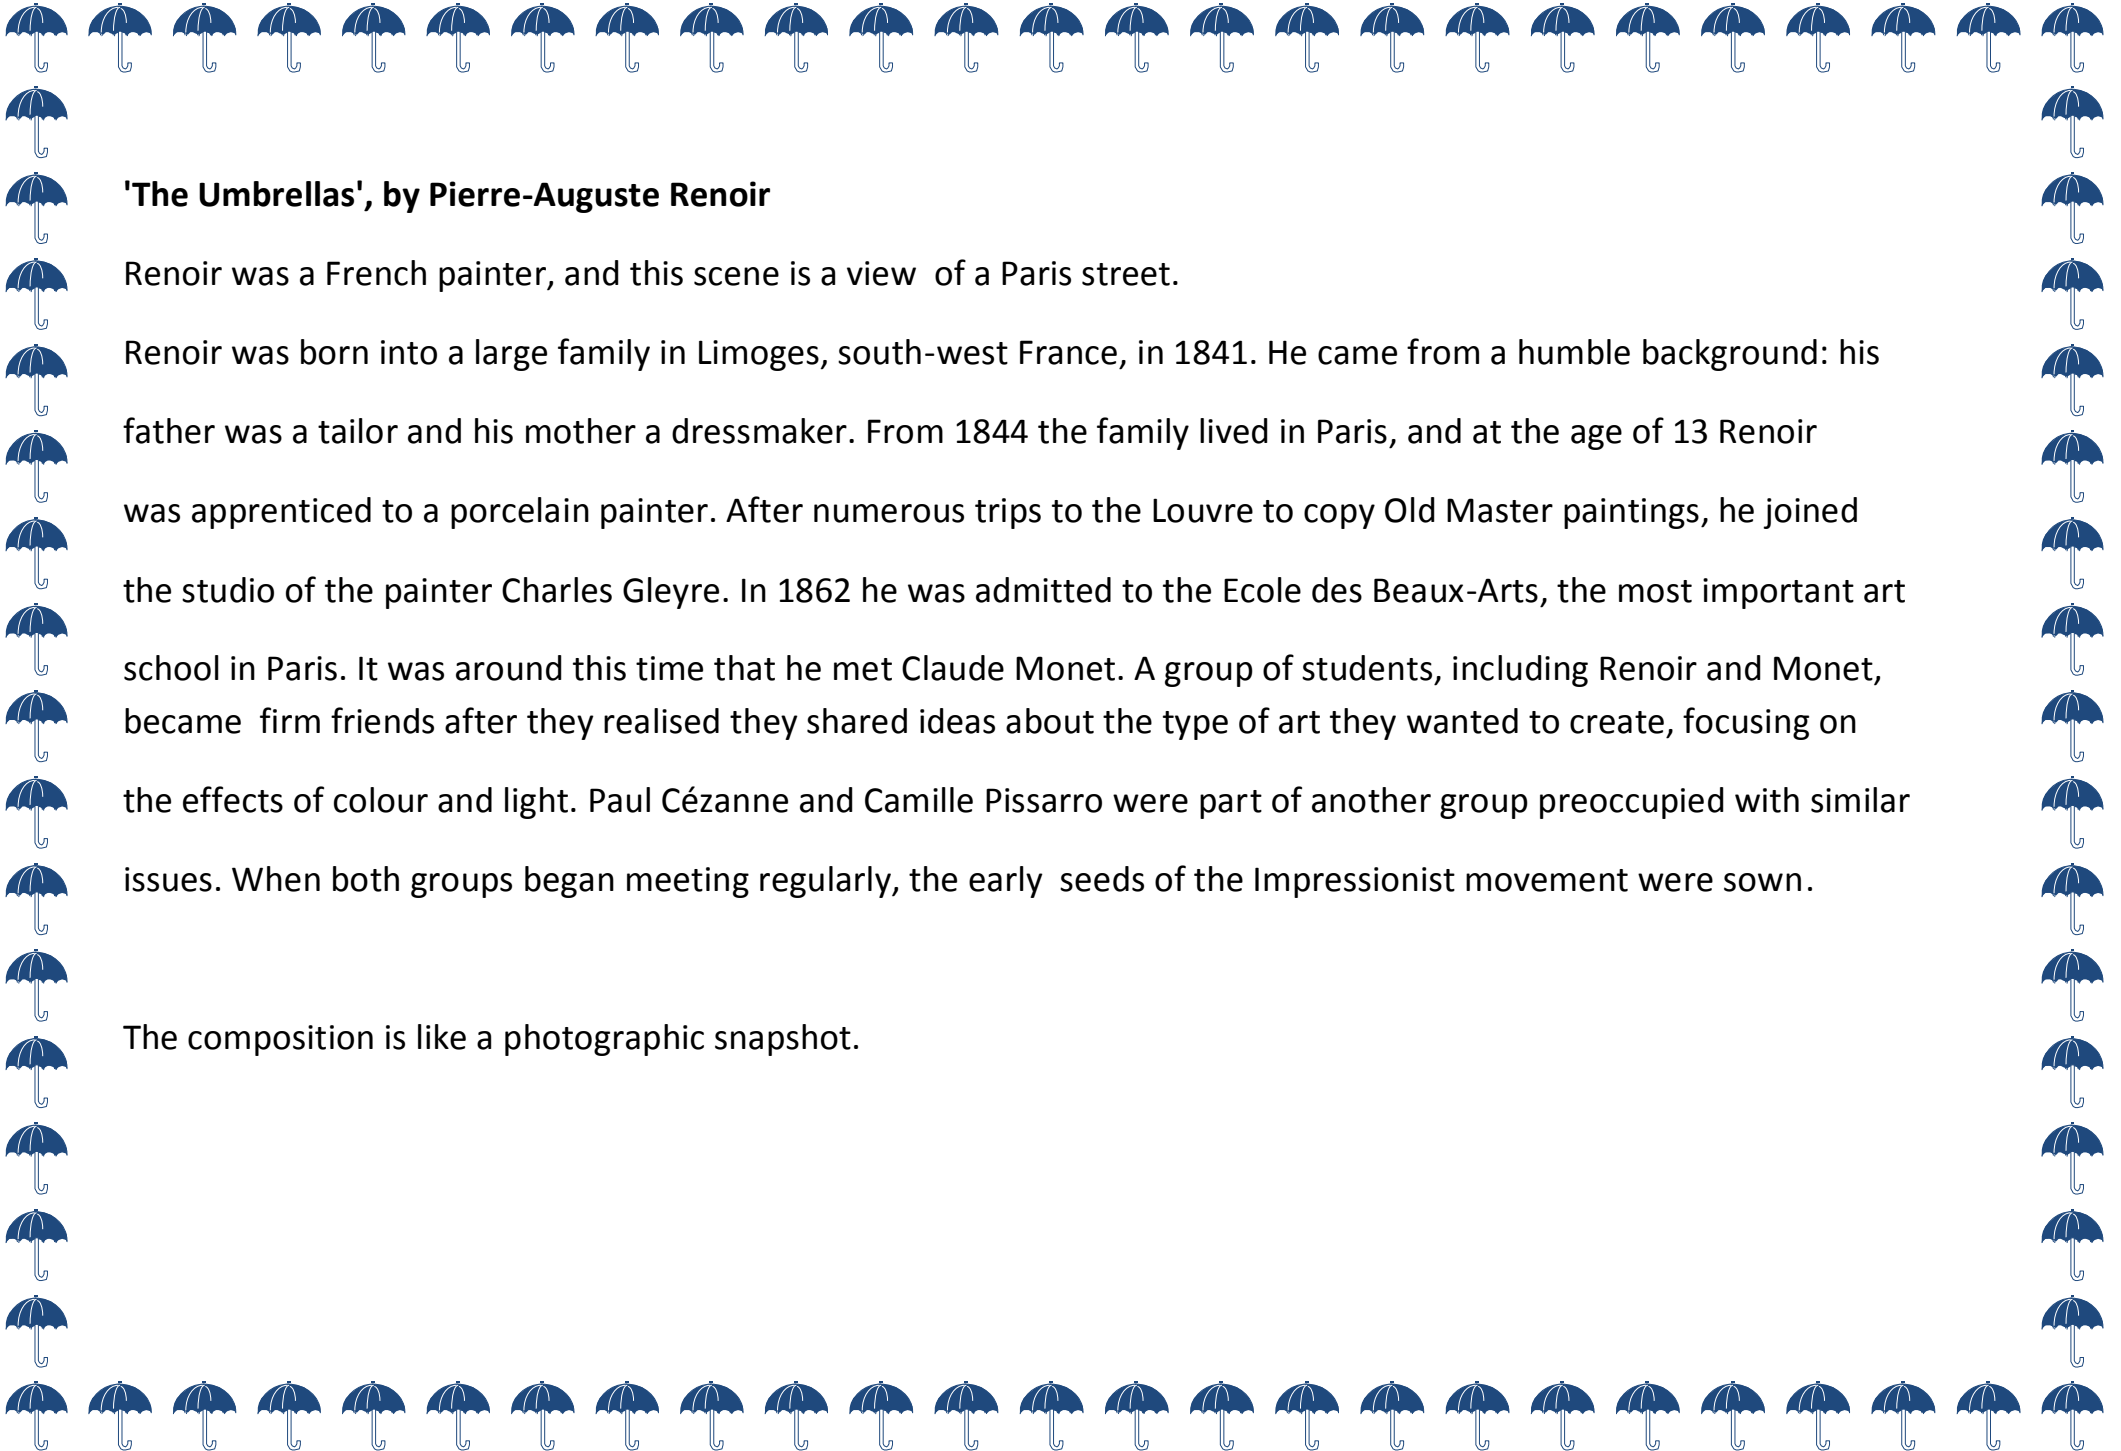 'The Umbrellas', by Pierre-Auguste Renoir
Renoir was a French painter, and this scene is a view  of a Paris street.
Renoir was born into a large family in Limoges, south-west France, in 1841. He came from a humble background: his
father was a tailor and his mother a dressmaker. From 1844 the family lived in Paris, and at the age of 13 Renoir
was apprenticed to a porcelain painter. After numerous trips to the Louvre to copy Old Master paintings, he joined
the studio of the painter Charles Gleyre. In 1862 he was admitted to the Ecole des Beaux-Arts, the most important art
school in Paris. It was around this time that he met Claude Monet. A group of students, including Renoir and Monet,
became  firm friends after they realised they shared ideas about the type of art they wanted to create, focusing on
the effects of colour and light. Paul Cézanne and Camille Pissarro were part of another group preoccupied with similar
issues. When both groups began meeting regularly, the early  seeds of the Impressionist movement were sown.
The composition is like a photographic snapshot.